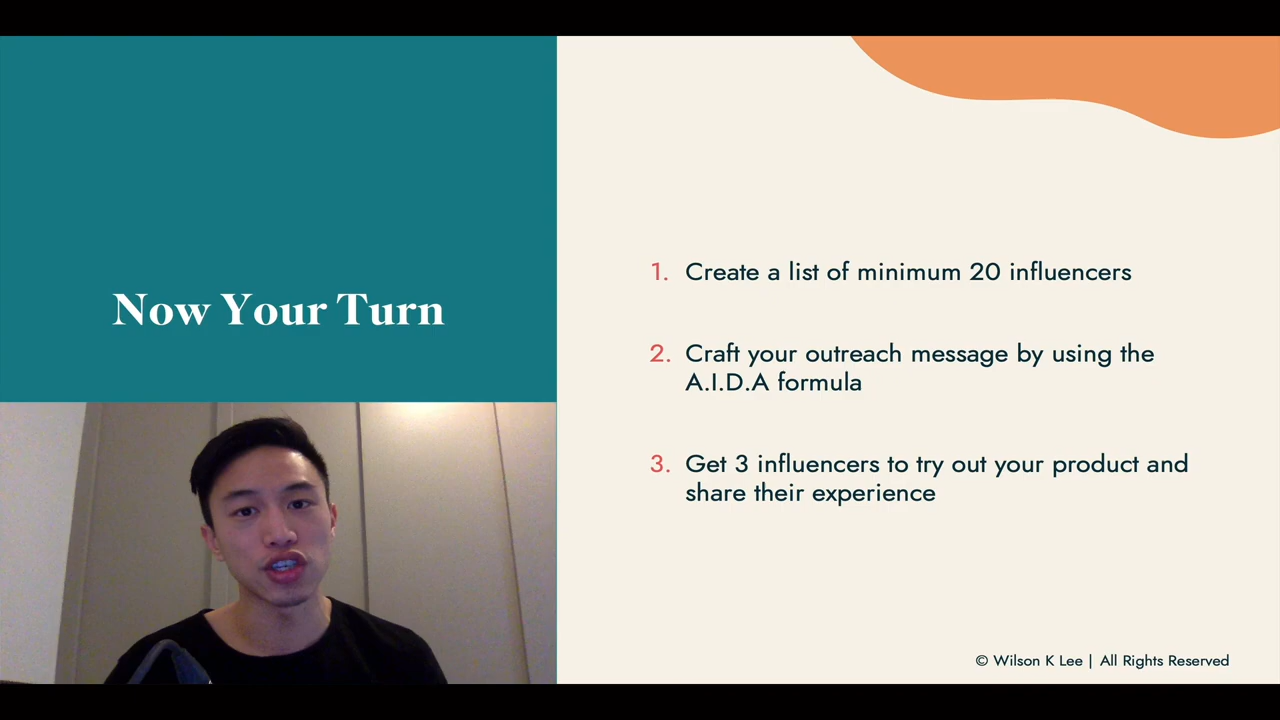 Now Your Turn
1. Create a list of minimum 20 influencers
2. Craft your outreach message by using the
A.I.D.A formula
3. Get 3 influencers to try out your product and
share their experience
© Wilson K Lee | All Rights Reserved